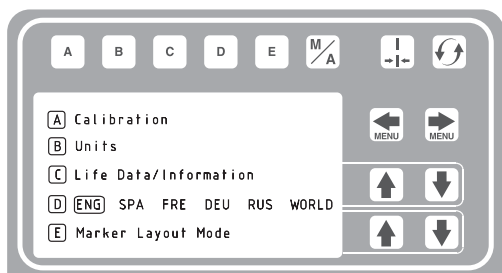 A B C D E M/A
A Calibration
B Units
C Life Data/Information
D ENG SPA FRE DEU RUS WORLD
E Marker Layout Mode
MENU MENU